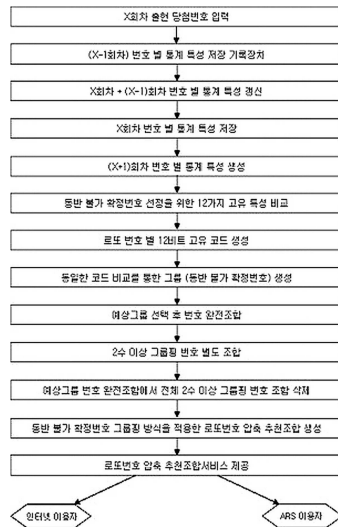 X회차 출현 당첨번호 입력
(X-1회차) 번호 별 통계 특성 저장 기록장치
X회차 + (X-1)회차 번호 별 통계 특성 갱신
X회차 번호 별 통계 특성 저장
(X+1)회차 번호 별 통계 특성 생성
동반 불가 확정번호 선정을 위한 12가지 고유 특성 비교
로또 번호 별 12비트 고유 코드 생성
동일한 코드 비교를 통한 그룹 (동반 불가 확정번호) 생성
예상그룹 선택 후 번호 완전조합
2수 이상 그룹핑 번호 별도 조합
예상그룹 번호 완전조합에서 전체 2수 이상 그룹핑 번호 조합 삭제
동반 불가 확정번호 그룹핑 방식을 적용한 로또번호 압축 추천조합 생성
로또번호 압축 추천조합서비스 제공
인터넷 이용자
ARS 이용자